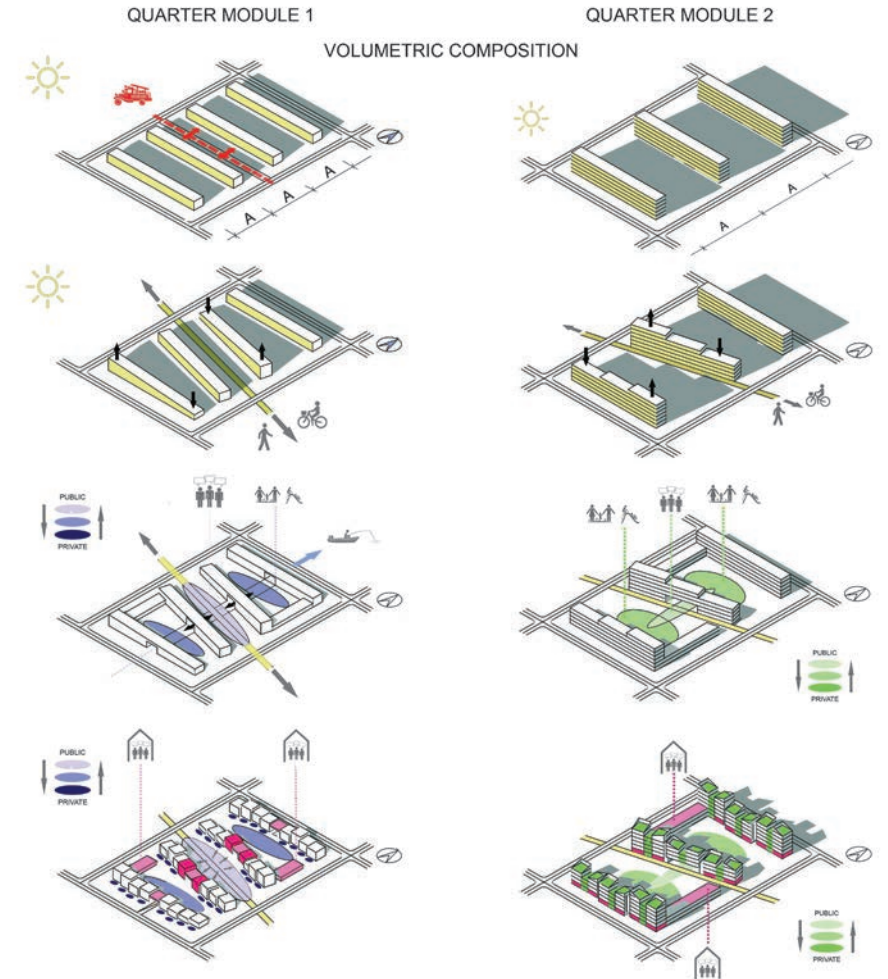 QUARTER MODULE 1
QUARTER MODULE 2
VOLUMETRIC COMPOSITION
A
A
A
A
A
PUBLIC
PRIVATE
PUBLIC
PRIVATE
PUBLIC
PRIVATE
PUBLIC
PRIVATE